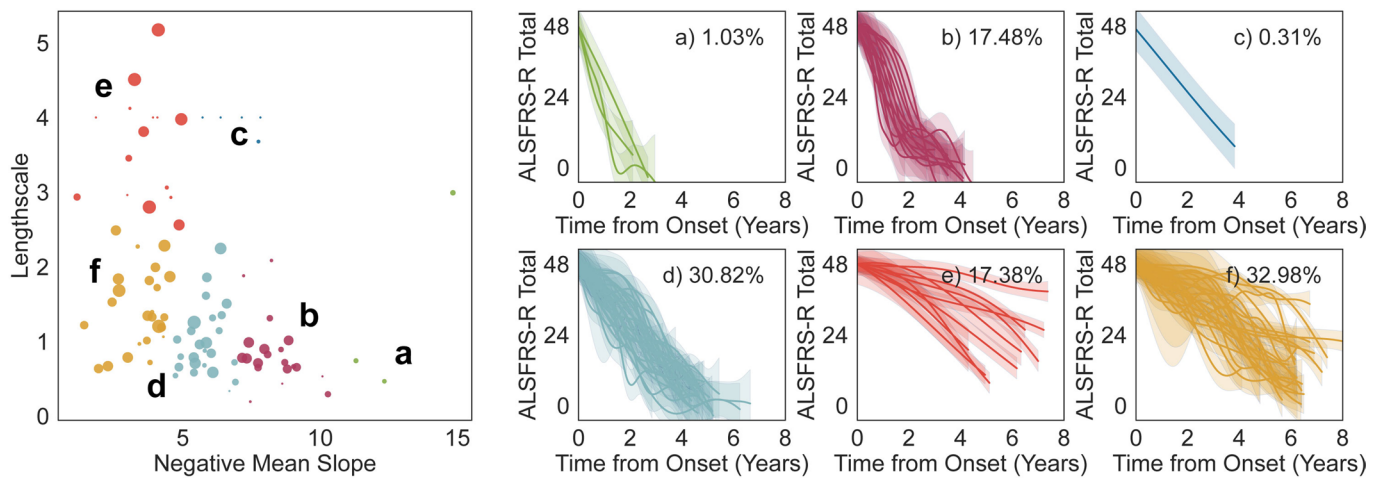 5
4
3
2
1
0
Lengthscale
5
10
15
Negative Mean Slope
e
c
f
b
d
a
48
24
0
ALSFRS-R Total
a) 1.03%
0 2 4 6 8
Time from Onset (Years)
48
24
0
ALSFRS-R Total
b) 17.48%
0 2 4 6 8
Time from Onset (Years)
48
24
0
ALSFRS-R Total
c) 0.31%
0 2 4 6 8
Time from Onset (Years)
48
24
0
ALSFRS-R Total
d) 30.82%
0 2 4 6 8
Time from Onset (Years)
48
24
0
ALSFRS-R Total
e) 17.38%
0 2 4 6 8
Time from Onset (Years)
48
24
0
ALSFRS-R Total
f) 32.98%
0 2 4 6 8
Time from Onset (Years)